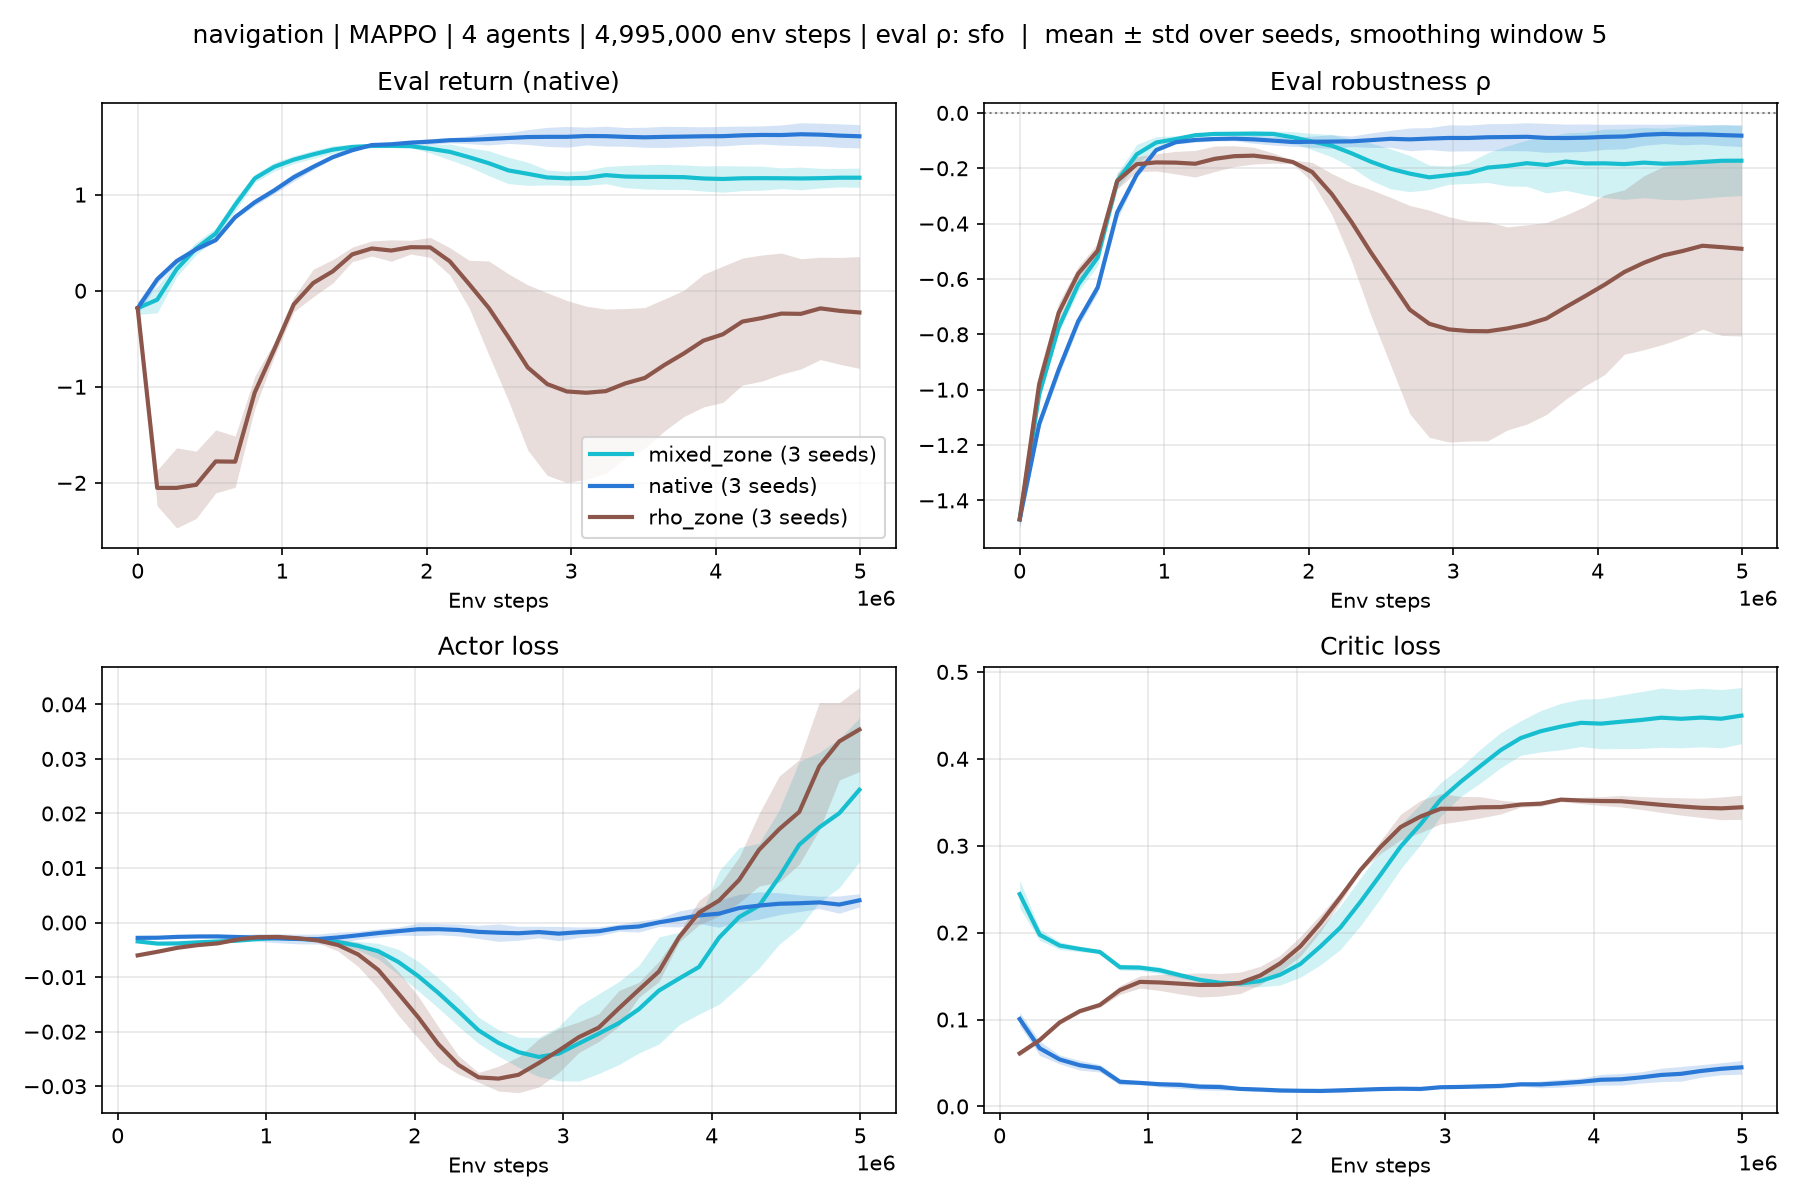 navigation | MAPPO | 4 agents | 4,995,000 env steps | eval ρ: sfo  |  mean ± std over seeds, smoothing window 5
Eval return (native)
1
0
−1
−2
0 1 2 3 4 5
1e6
Env steps
mixed_zone (3 seeds)
native (3 seeds)
rho_zone (3 seeds)
Eval robustness ρ
0.0
−0.2
−0.4
−0.6
−0.8
−1.0
−1.2
−1.4
0 1 2 3 4 5
1e6
Env steps
Actor loss
0.04
0.03
0.02
0.01
0.00
−0.01
−0.02
−0.03
0 1 2 3 4 5
1e6
Env steps
Critic loss
0.5
0.4
0.3
0.2
0.1
0.0
0 1 2 3 4 5
1e6
Env steps